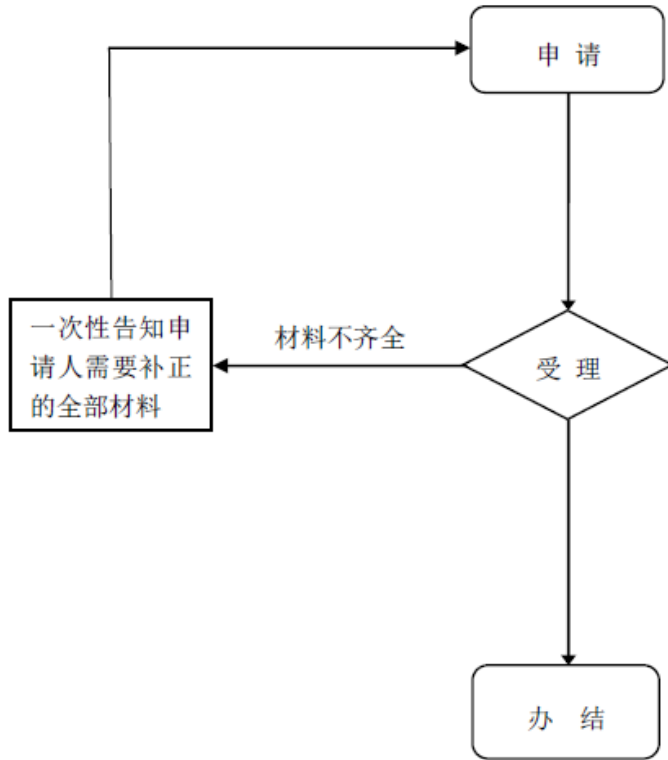 申 请
材料不齐全
一次性告知申
请人需要补正
的全部材料
受 理
办 结